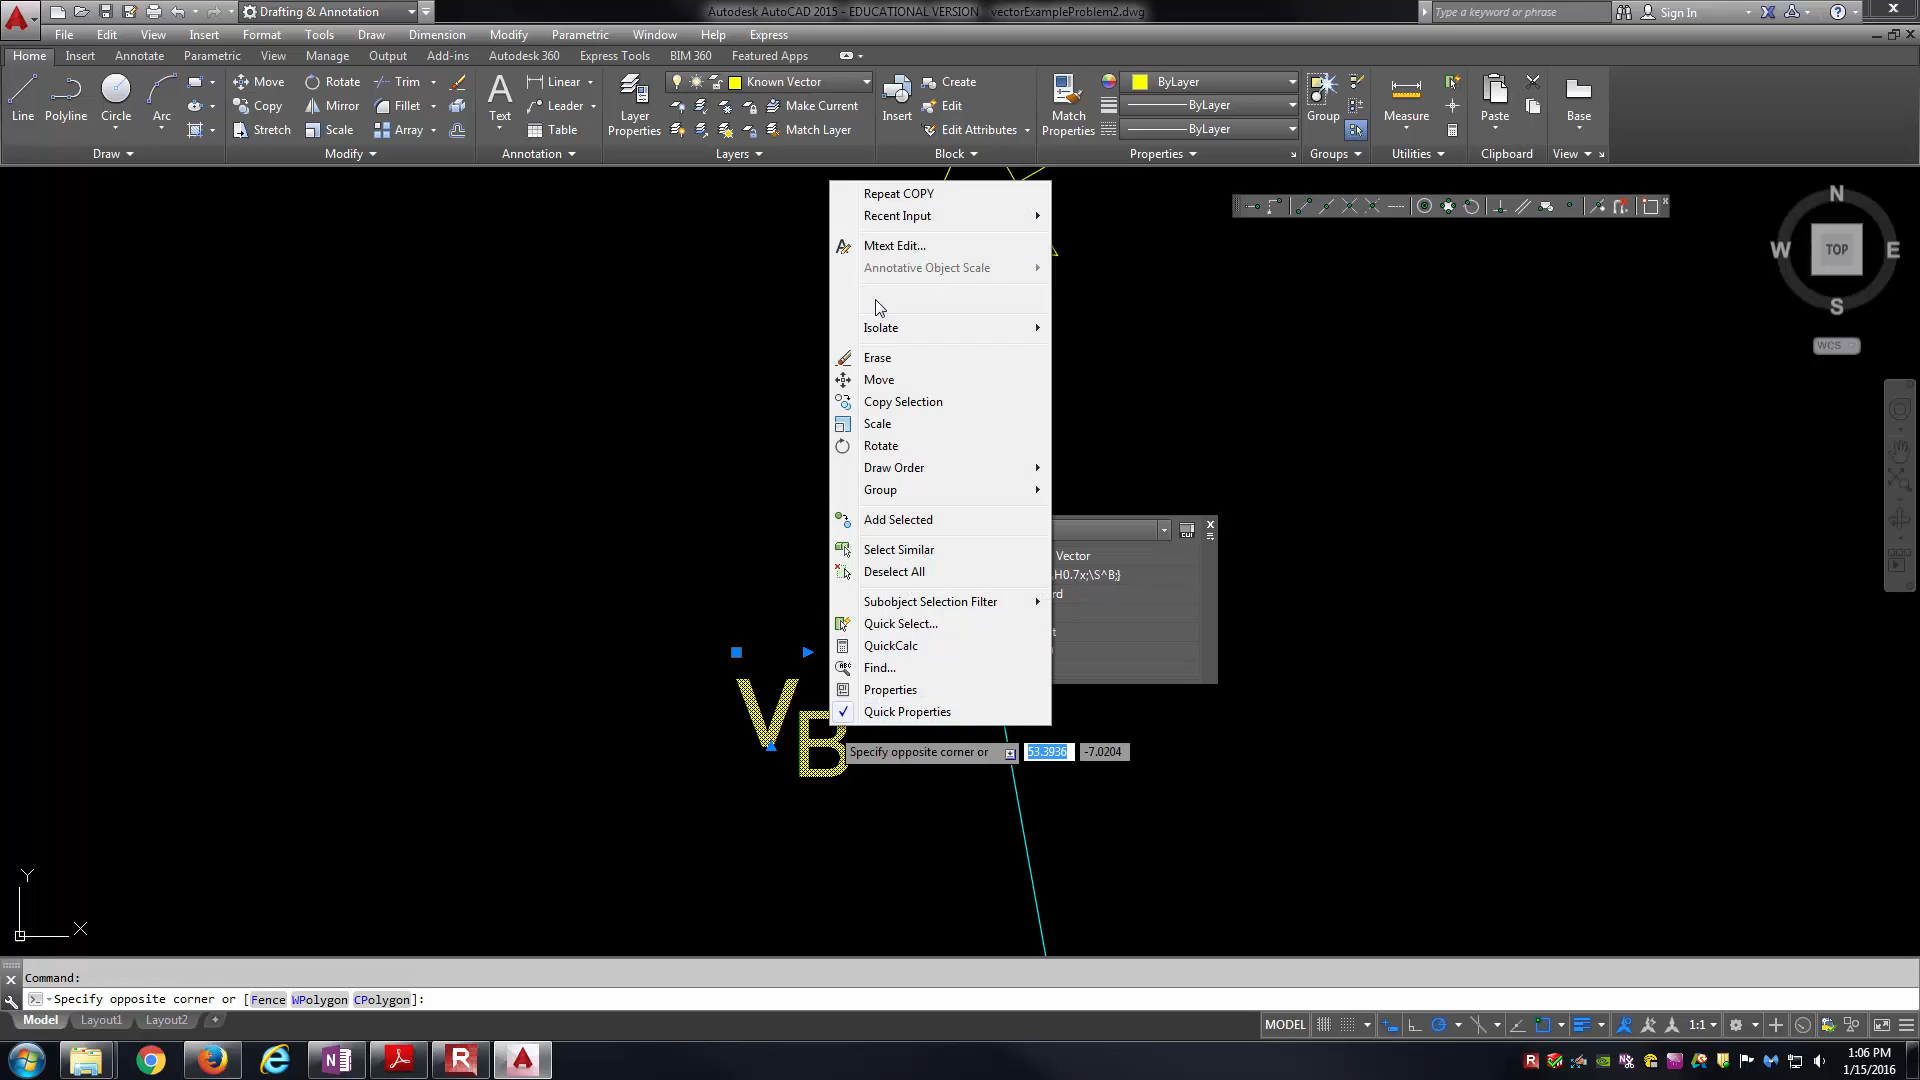 Drafting & Annotation
Autodesk AutoCAD 2015 - EDUCATIONAL VERSION vectorExampleProblem2.dwg
Type a keyword or phrase
Sign In
File Edit View Insert Format Tools Draw Dimension Modify Parametric Window Help Express
Home Insert Annotate Parametric View Manage Output Add-ins Autodesk 360 Express Tools BIM 360 Featured Apps
Line Polyline Circle Arc
Move Rotate Trim
Copy Mirror Fillet
Stretch Scale Array
Text
Linear
Leader
Table
Layer Properties
Known Vector
Make Current
Match Layer
Insert
Create
Edit
Edit Attributes
Match Properties
ByLayer
ByLayer
ByLayer
Group
Measure
Paste
Base
Draw Modify Annotation Layers Block Properties Groups Utilities Clipboard View
Repeat COPY
Recent Input
Mtext Edit...
Annotative Object Scale
Isolate
Erase
Move
Copy Selection
Scale
Rotate
Draw Order
Group
Add Selected
Select Similar
Deselect All
Subobject Selection Filter
Quick Select...
QuickCalc
Find...
Properties
Quick Properties
N
W TOP E
S
WCS
Vector
H0.7x;\S^B;}
rd
t
V
B
Specify opposite corner or 53.3936 -7.0204
Y
X
Command:
Specify opposite corner or [Fence WPolygon CPolygon]:
Model Layout1 Layout2 +
MODEL 1:1
1:06 PM
1/15/2016